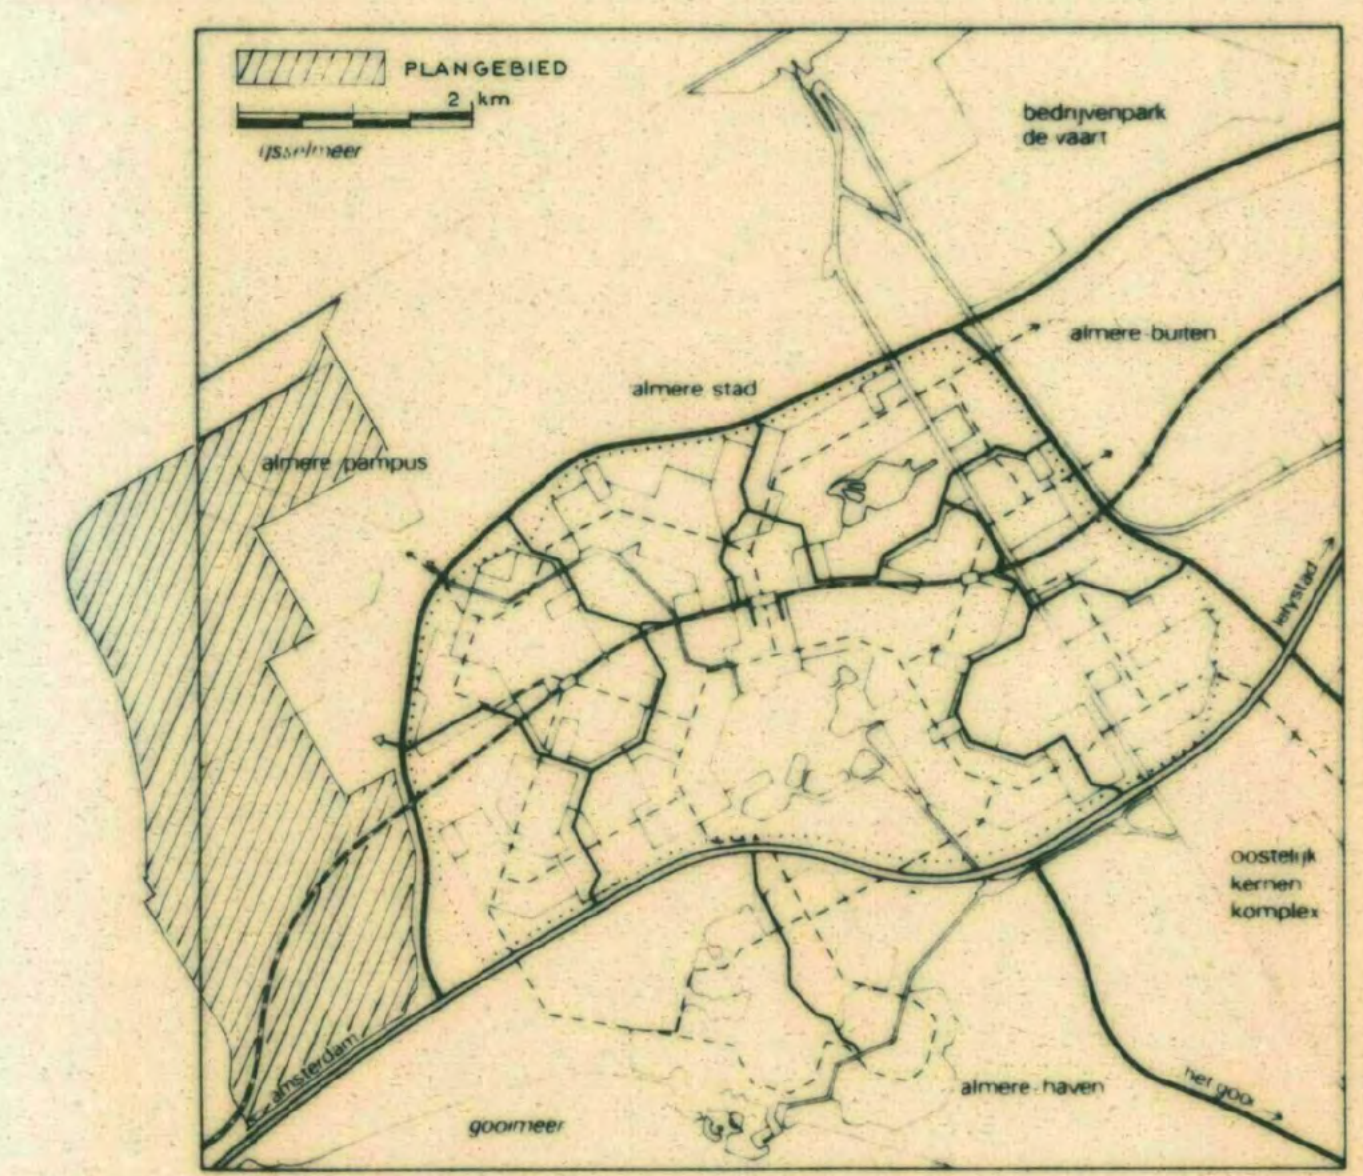 PLANGEBIED
2 km
ijsselmeer
bedrijvenpark
de vaart
almere buiten
almere stad
almere pampus
lelystad
oostelijk
kernen
komplex
amsterdam
almere-haven
het gooi
gooimeer